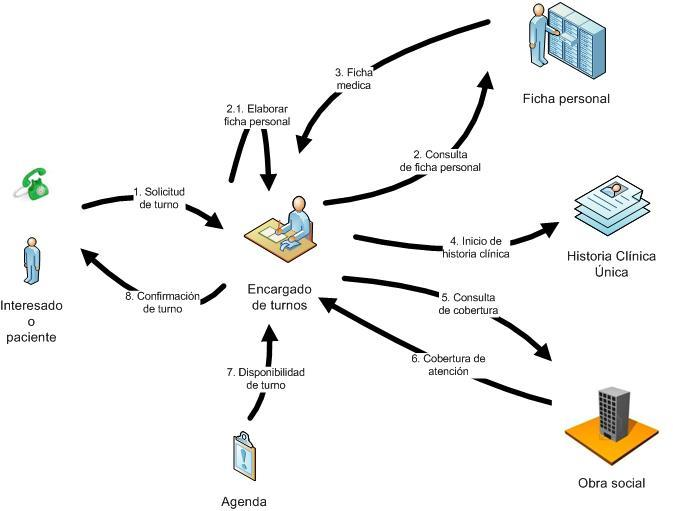 3. Ficha
medica
Ficha personal
2.1. Elaborar
ficha personal
2. Consulta
de ficha personal
1. Solicitud
de turno
4. Inicio de
historia clínica
Historia Clínica
Única
Interesado
o
paciente
8. Confirmación
de turno
Encargado
de turnos
5. Consulta
de cobertura
6. Cobertura de
atención
7. Disponibilidad
de turno
Agenda
Obra social